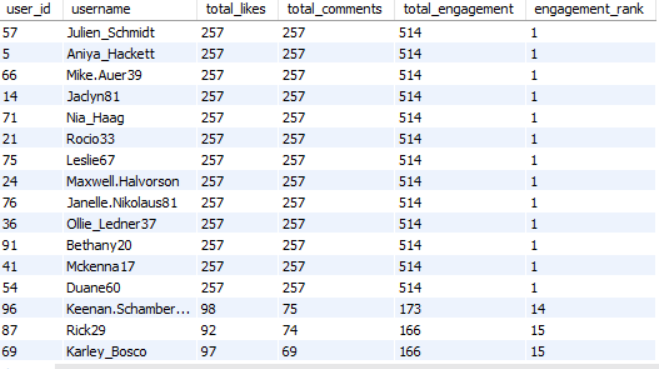 user_id username total_likes total_comments total_engagement engagement_rank
57 Julien_Schmidt 257 257 514 1
5 Aniya_Hackett 257 257 514 1
66 Mike.Auer39 257 257 514 1
14 Jaclyn81 257 257 514 1
71 Nia_Haag 257 257 514 1
21 Rocio33 257 257 514 1
75 Leslie67 257 257 514 1
24 Maxwell.Halvorson 257 257 514 1
76 Janelle.Nikolaus81 257 257 514 1
36 Ollie_Ledner37 257 257 514 1
91 Bethany20 257 257 514 1
41 Mckenna17 257 257 514 1
54 Duane60 257 257 514 1
96 Keenan.Schamber... 98 75 173 14
87 Rick29 92 74 166 15
69 Karley_Bosco 97 69 166 15